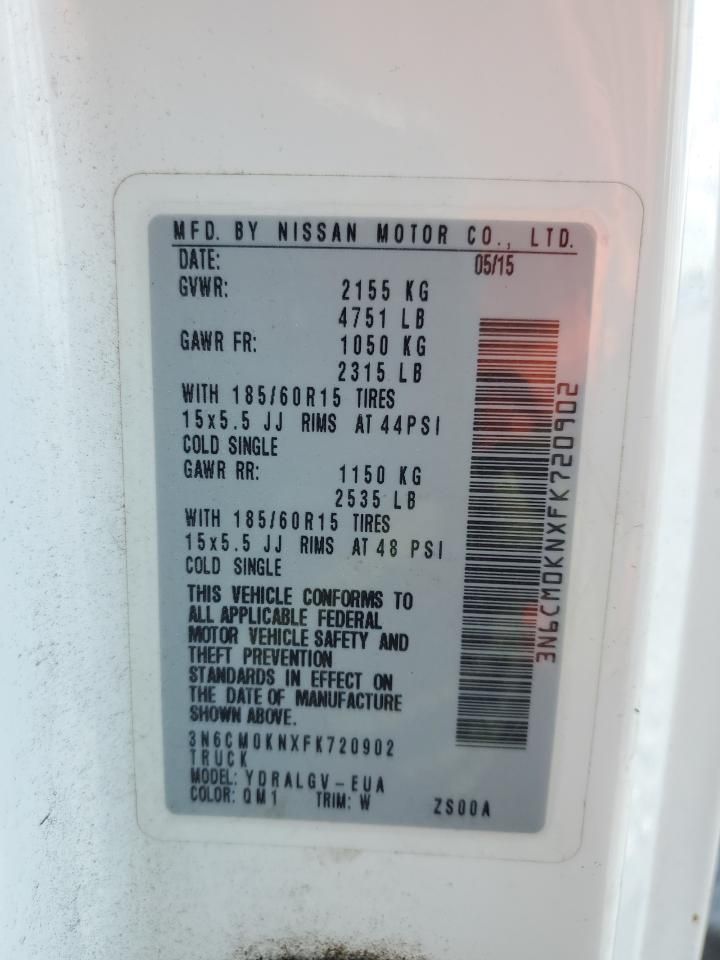 MFD. BY NISSAN MOTOR CO., LTD.
DATE: 05/15
GVWR: 2155 KG
4751 LB
GAWR FR: 1050 KG
2315 LB
WITH 185/60R15 TIRES
15x5.5 JJ RIMS AT 44PSI
COLD SINGLE
GAWR RR: 1150 KG
2535 LB
WITH 185/60R15 TIRES
15x5.5 JJ RIMS AT 48 PSI
COLD SINGLE
THIS VEHICLE CONFORMS TO
ALL APPLICABLE FEDERAL
MOTOR VEHICLE SAFETY AND
THEFT PREVENTION
STANDARDS IN EFFECT ON
THE DATE OF MANUFACTURE
SHOWN ABOVE.
3N6CM0KNXFK720902
TRUCK
MODEL: YDRALGV-EUA
COLOR: QM1 TRIM: W ZS00A
3N6CM0KNXFK720902